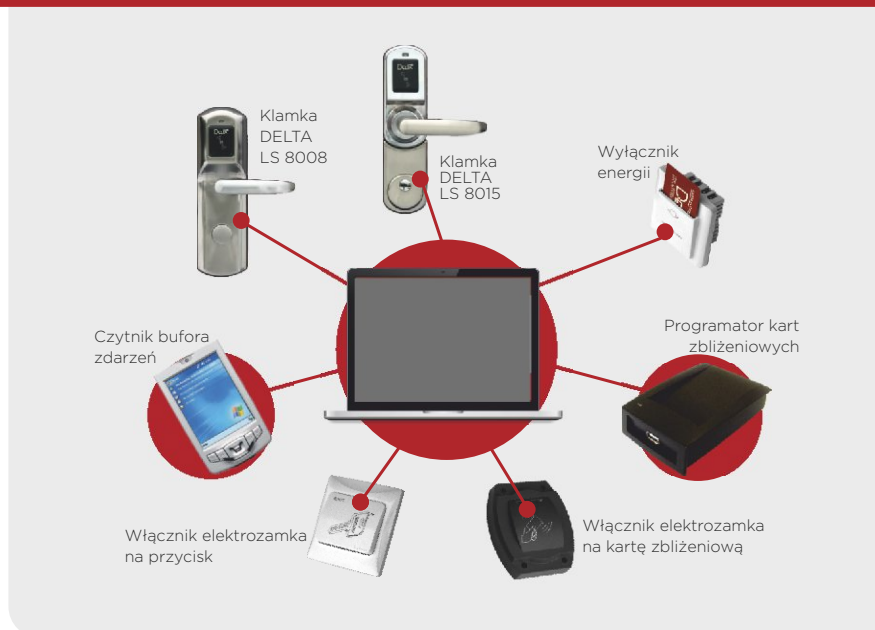 Klamka
DELTA
LS 8008
Klamka
DELTA
LS 8015
Wyłącznik
energii
Czytnik bufora
zdarzeń
Programator kart
zbliżeniowych
Włącznik elektrozamka
na przycisk
Włącznik elektrozamka
na kartę zbliżeniową